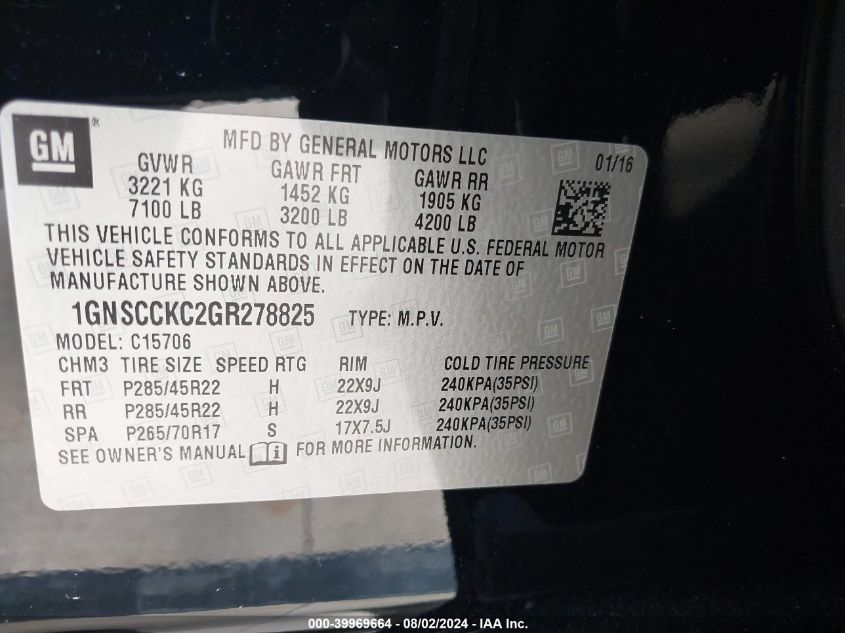 GM ®
MFD BY GENERAL MOTORS LLC
01/16
GVWR GAWR FRT GAWR RR
3221 KG 1452 KG 1905 KG
7100 LB 3200 LB 4200 LB
THIS VEHICLE CONFORMS TO ALL APPLICABLE U.S. FEDERAL MOTOR
VEHICLE SAFETY STANDARDS IN EFFECT ON THE DATE OF
MANUFACTURE SHOWN ABOVE.
1GNSCCKC2GR278825 TYPE: M.P.V.
MODEL: C15706
CHM3 TIRE SIZE SPEED RTG RIM COLD TIRE PRESSURE
FRT P285/45R22 H 22X9J 240KPA(35PSI)
RR P285/45R22 H 22X9J 240KPA(35PSI)
SPA P265/70R17 S 17X7.5J 240KPA(35PSI)
SEE OWNER'S MANUAL i FOR MORE INFORMATION.
000-39969664 - 08/02/2024 - IAA Inc.